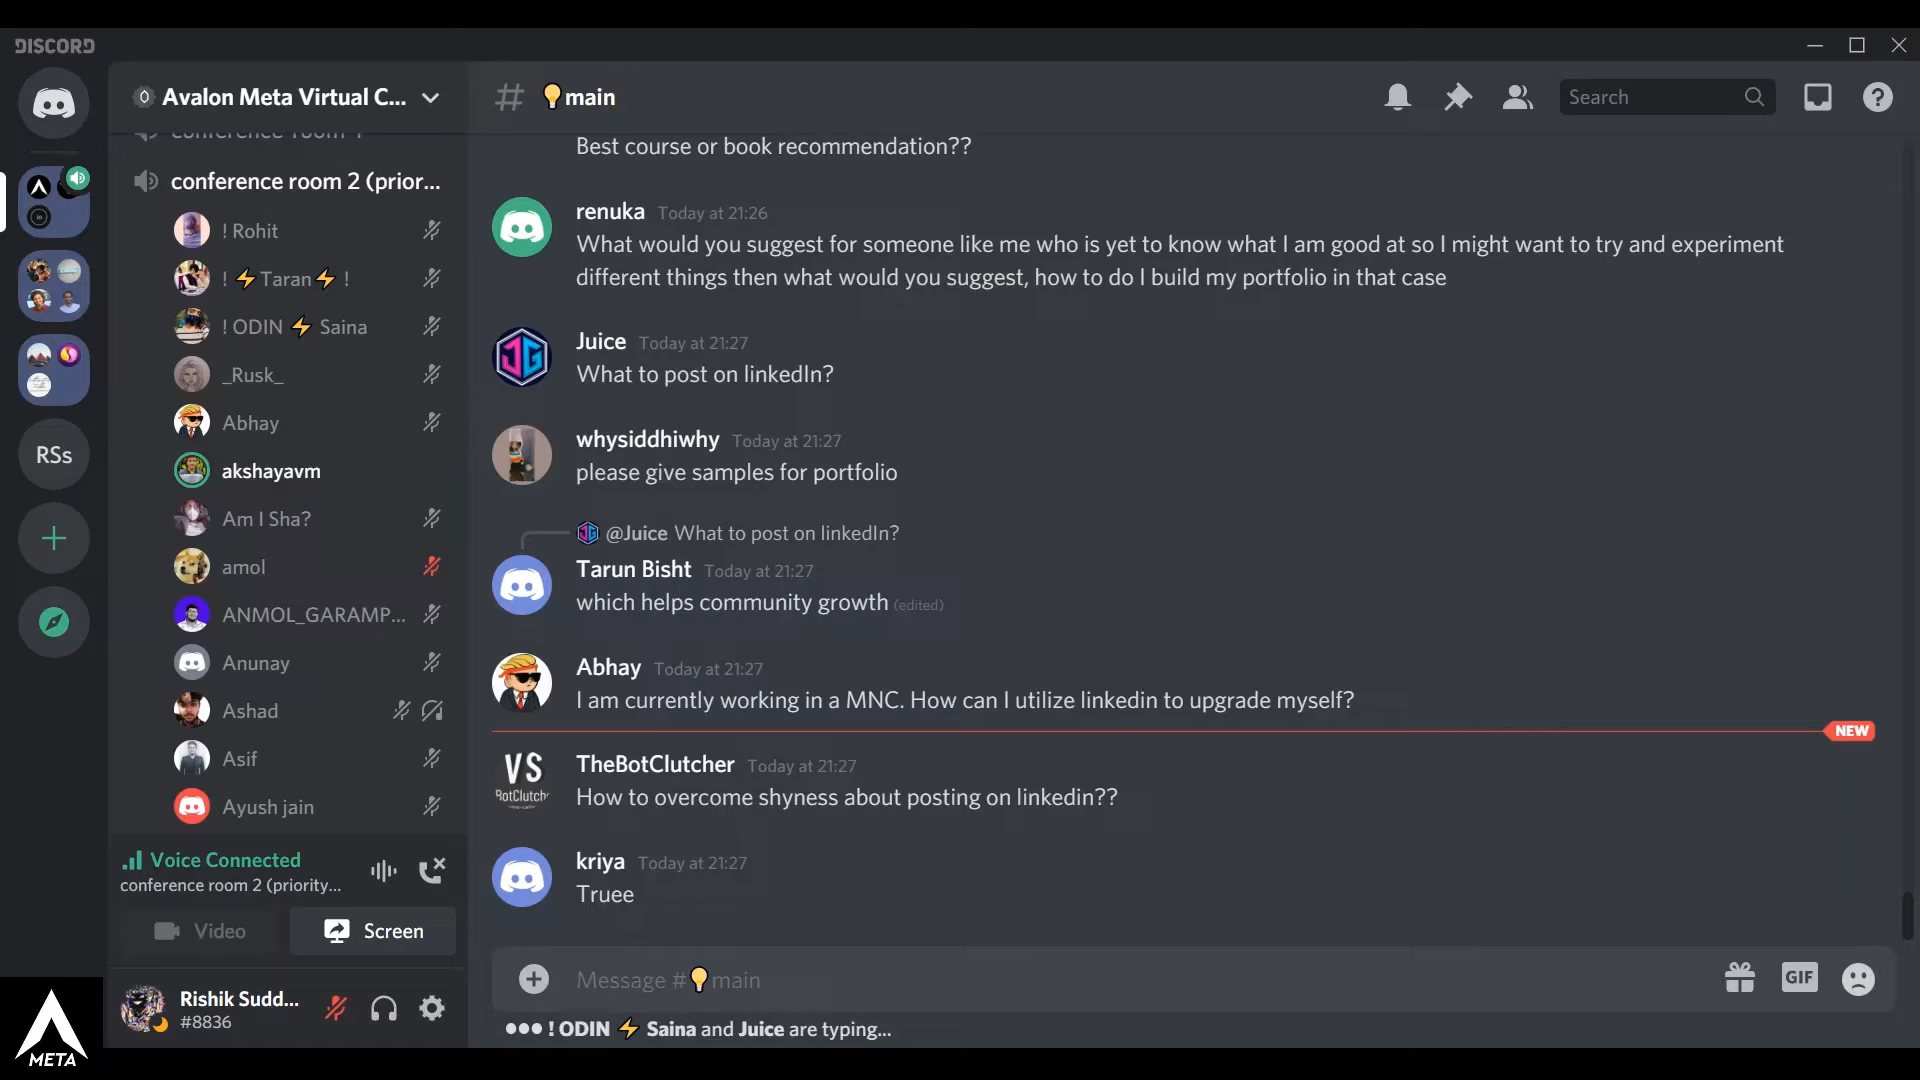 DISCORD
Avalon Meta Virtual C...
💡main
Search
conference room 2 (prior...
! Rohit
! ⚡Taran⚡ !
! ODIN ⚡ Saina
_Rusk_
Abhay
akshayavm
Am I Sha?
amol
ANMOL_GARAMP...
Anunay
Ashad
Asif
Ayush jain
RSs
Voice Connected
conference room 2 (priority...
Video
Screen
Rishik Sudd...
#8836
META
Best course or book recommendation??
renuka Today at 21:26
What would you suggest for someone like me who is yet to know what I am good at so I might want to try and experiment
different things then what would you suggest, how to do I build my portfolio in that case
Juice Today at 21:27
What to post on linkedIn?
whysiddhiwhy Today at 21:27
please give samples for portfolio
@Juice What to post on linkedIn?
Tarun Bisht Today at 21:27
which helps community growth (edited)
Abhay Today at 21:27
I am currently working in a MNC. How can I utilize linkedin to upgrade myself?
NEW
VS
BotClutch
TheBotClutcher Today at 21:27
How to overcome shyness about posting on linkedin??
kriya Today at 21:27
Truee
Message #💡main
GIF
! ODIN ⚡ Saina and Juice are typing...